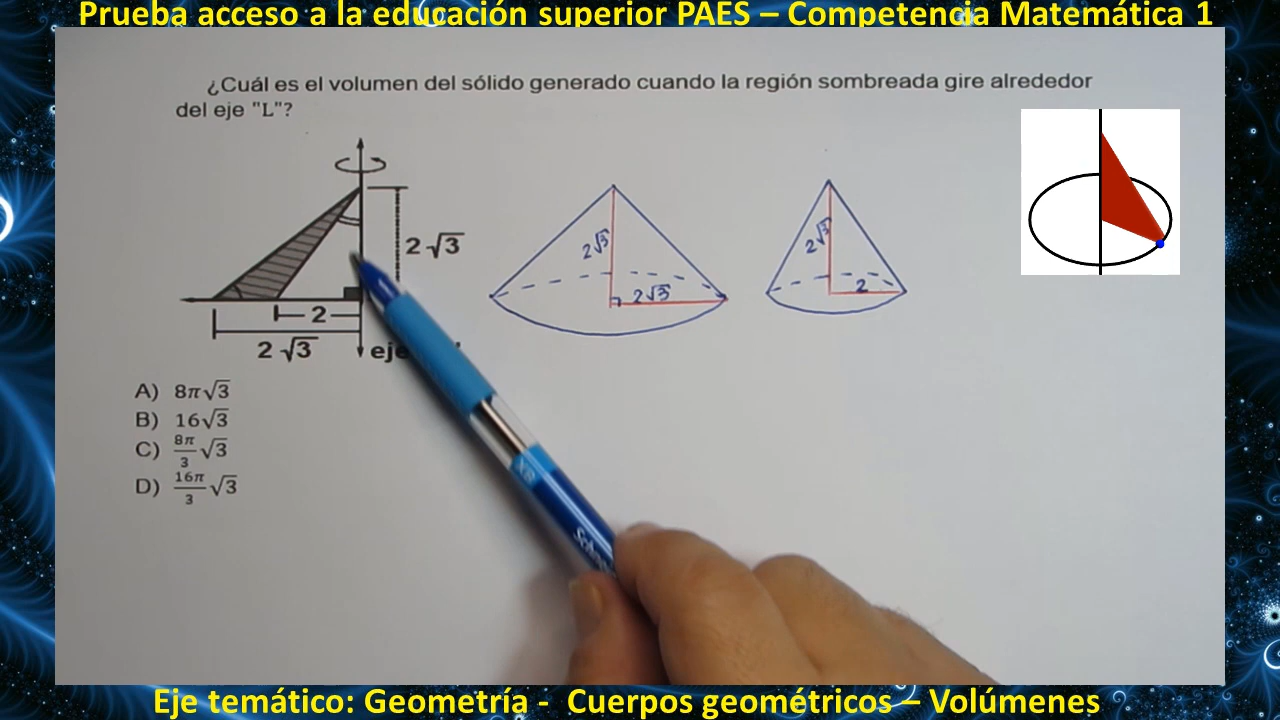 Prueba acceso a la educación superior PAES – Competencia Matemática 1
¿Cuál es el volumen del sólido generado cuando la región sombreada gire alrededor
del eje "L"?
2√3
2
2√3
eje
2√3
2√3
2√3
2
A) 8π√3
B) 16√3
C) 8π/3 √3
D) 16π/3 √3
Eje temático: Geometría - Cuerpos geométricos – Volúmenes